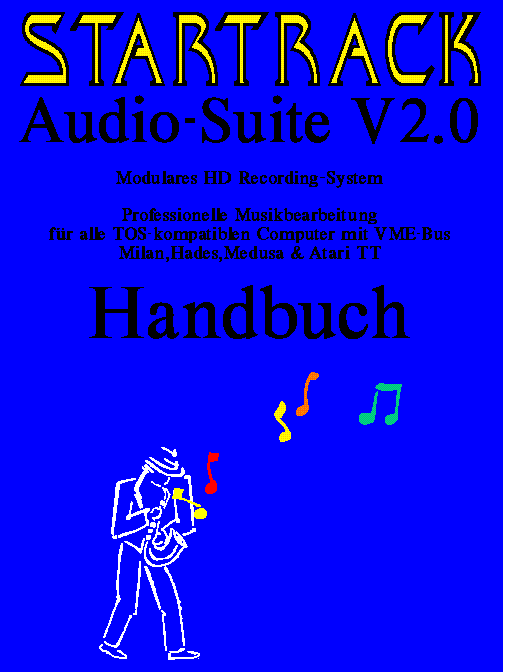 STARTRACK
Audio-Suite V2.0
Modulares HD Recording System
Professionelle Musikbearbeitung
für alle TOS kompatiblen Computer mit VME Bus
Milan,Hades,Medusa & Atari TT
Handbuch